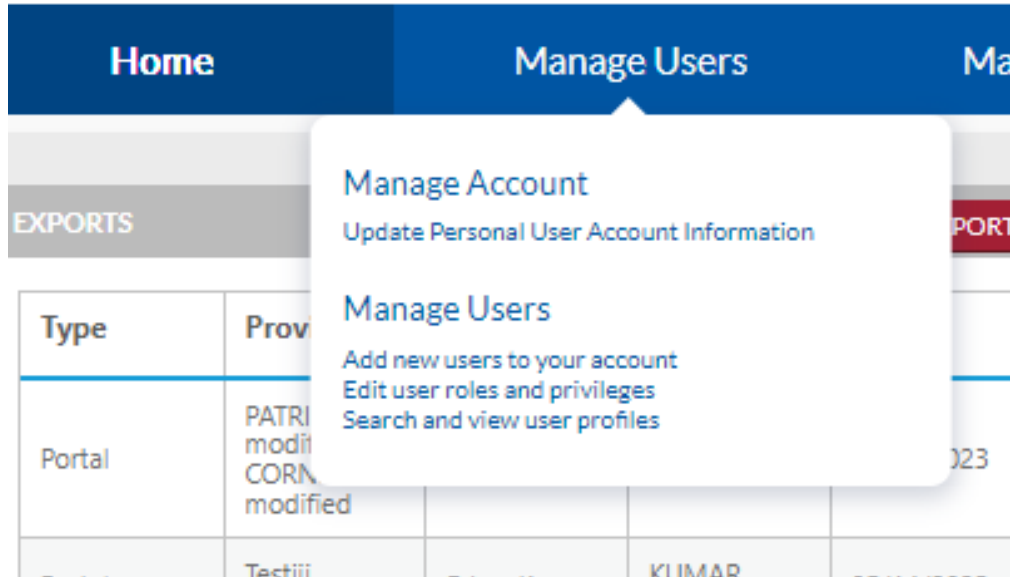 Home
Manage Users
Ma
Manage Account
Update Personal User Account Information
Manage Users
Add new users to your account
Edit user roles and privileges
Search and view user profiles
EXPORTS
PORT
Type
Provi
Portal
PATRI
modif
CORN
modified
023
Testiii
KUMAR